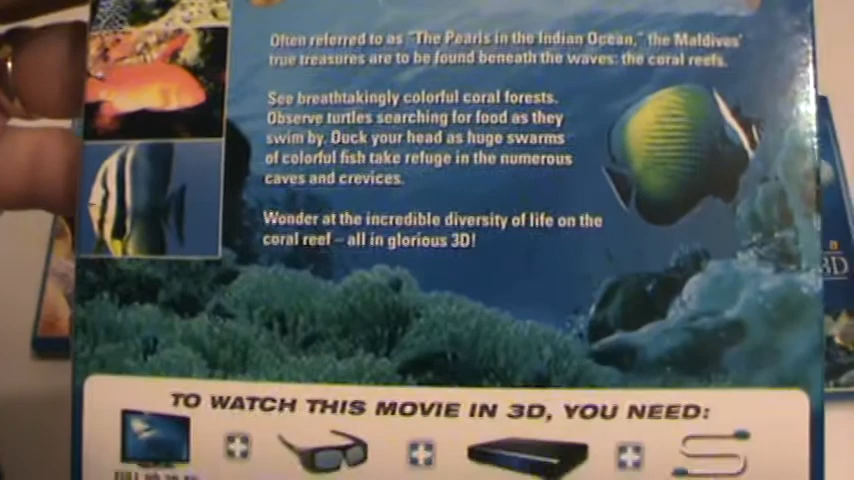 Often referred to as "The Pearls in the Indian Ocean," the Maldives'
true treasures are to be found beneath the waves: the coral reefs.
See breathtakingly colorful coral forests.
Observe turtles searching for food as they
swim by. Duck your head as huge swarms
of colorful fish take refuge in the numerous
caves and crevices.
Wonder at the incredible diversity of life on the
coral reef – all in glorious 3D!
3D
TO WATCH THIS MOVIE IN 3D, YOU NEED: